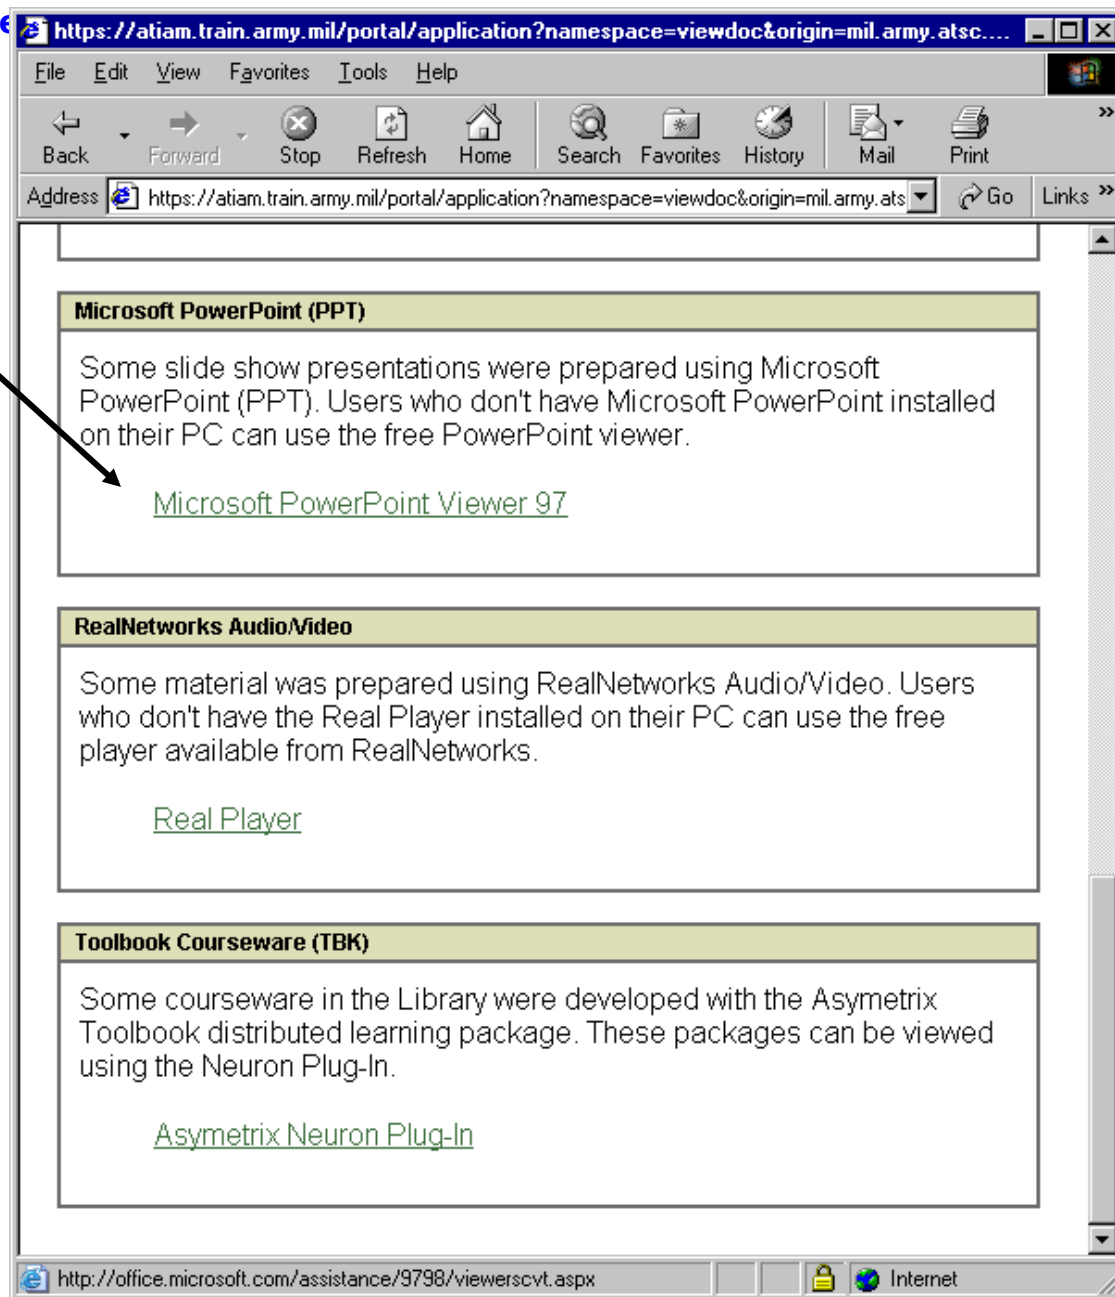 e
https://atiam.train.army.mil/portal/application?namespace=viewdoc&origin=mil.army.atsc....
File Edit View Favorites Tools Help
Back Forward Stop Refresh Home Search Favorites History Mail Print »
Address https://atiam.train.army.mil/portal/application?namespace=viewdoc&origin=mil.army.ats Go Links »
Microsoft PowerPoint (PPT)
Some slide show presentations were prepared using Microsoft
PowerPoint (PPT). Users who don't have Microsoft PowerPoint installed
on their PC can use the free PowerPoint viewer.
Microsoft PowerPoint Viewer 97
RealNetworks Audio/Video
Some material was prepared using RealNetworks Audio/Video. Users
who don't have the Real Player installed on their PC can use the free
player available from RealNetworks.
Real Player
Toolbook Courseware (TBK)
Some courseware in the Library were developed with the Asymetrix
Toolbook distributed learning package. These packages can be viewed
using the Neuron Plug-In.
Asymetrix Neuron Plug-In
http://office.microsoft.com/assistance/9798/viewerscvt.aspx Internet